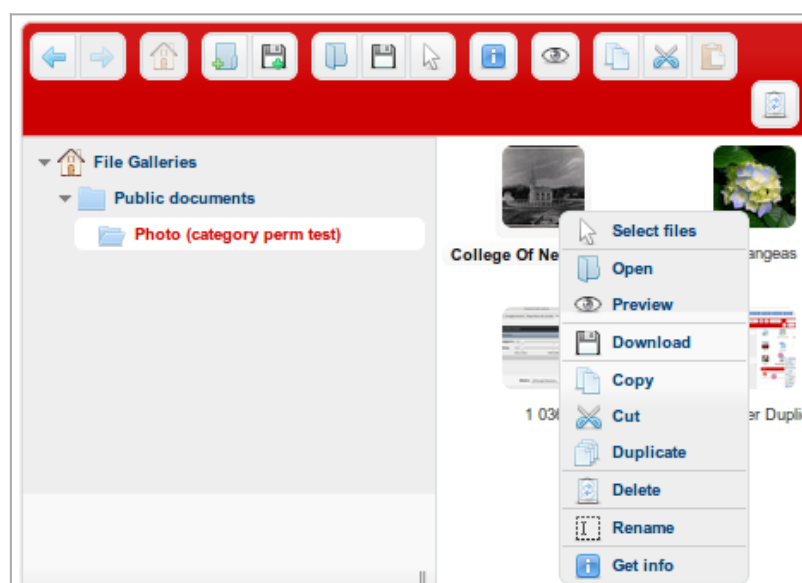 File Galleries
Public documents
Photo (category perm test)
College Of Ne
angeas
Select files
Open
Preview
Download
Copy
1 03
Cut
er Dupli
Duplicate
Delete
Rename
Get info